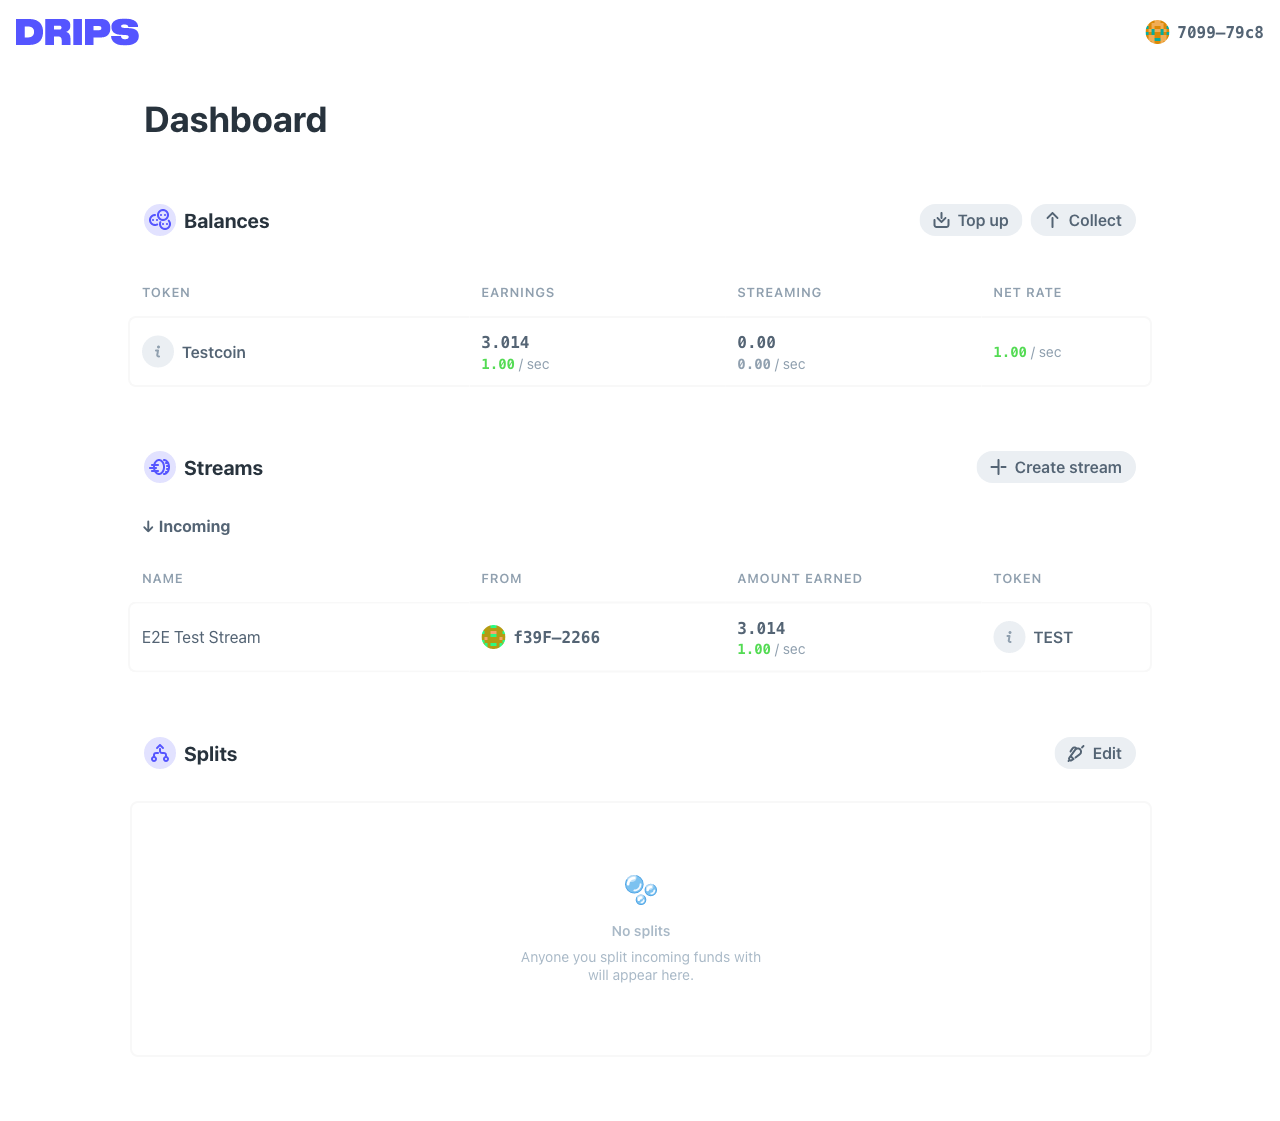 DRIPS
7099–79c8
Dashboard
Balances
Top up
Collect
TOKEN EARNINGS STREAMING NET RATE
Testcoin
3.014
1.00 / sec
0.00
0.00 / sec
1.00 / sec
Streams
Create stream
↓ Incoming
NAME FROM AMOUNT EARNED TOKEN
E2E Test Stream
f39F–2266
3.014
1.00 / sec
TEST
Splits
Edit
No splits
Anyone you split incoming funds with
will appear here.